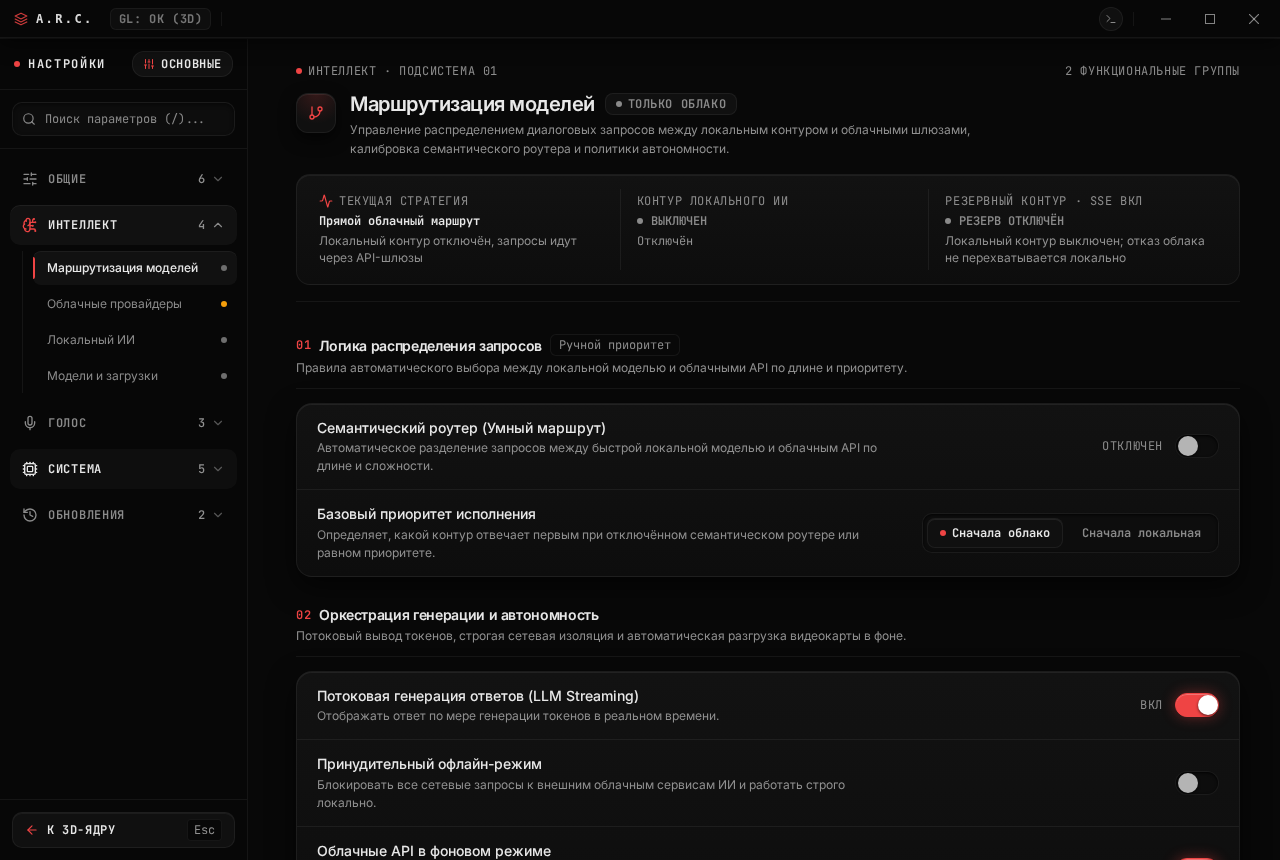 A.R.C.
GL: OK (3D)
НАСТРОЙКИ
ОСНОВНЫЕ
Поиск параметров (/)...
ОБЩИЕ 6
ИНТЕЛЛЕКТ 4
Маршрутизация моделей
Облачные провайдеры
Локальный ИИ
Модели и загрузки
ГОЛОС 3
СИСТЕМА 5
ОБНОВЛЕНИЯ 2
К 3D-ЯДРУ Esc
ИНТЕЛЛЕКТ · ПОДСИСТЕМА 01
2 ФУНКЦИОНАЛЬНЫЕ ГРУППЫ
Маршрутизация моделей
ТОЛЬКО ОБЛАКО
Управление распределением диалоговых запросов между локальным контуром и облачными шлюзами,
калибровка семантического роутера и политики автономности.
ТЕКУЩАЯ СТРАТЕГИЯ
Прямой облачный маршрут
Локальный контур отключён, запросы идут
через API-шлюзы
КОНТУР ЛОКАЛЬНОГО ИИ
ВЫКЛЮЧЕН
Отключён
РЕЗЕРВНЫЙ КОНТУР · SSE ВКЛ
РЕЗЕРВ ОТКЛЮЧЁН
Локальный контур выключен; отказ облака
не перехватывается локально
01 Логика распределения запросов
Ручной приоритет
Правила автоматического выбора между локальной моделью и облачными API по длине и приоритету.
Семантический роутер (Умный маршрут)
Автоматическое разделение запросов между быстрой локальной моделью и облачным API по
длине и сложности.
ОТКЛЮЧЕН
Базовый приоритет исполнения
Определяет, какой контур отвечает первым при отключённом семантическом роутере или
равном приоритете.
Сначала облако
Сначала локальная
02 Оркестрация генерации и автономность
Потоковый вывод токенов, строгая сетевая изоляция и автоматическая разгрузка видеокарты в фоне.
Потоковая генерация ответов (LLM Streaming)
Отображать ответ по мере генерации токенов в реальном времени.
ВКЛ
Принудительный офлайн-режим
Блокировать все сетевые запросы к внешним облачным сервисам ИИ и работать строго
локально.
Облачные API в фоновом режиме